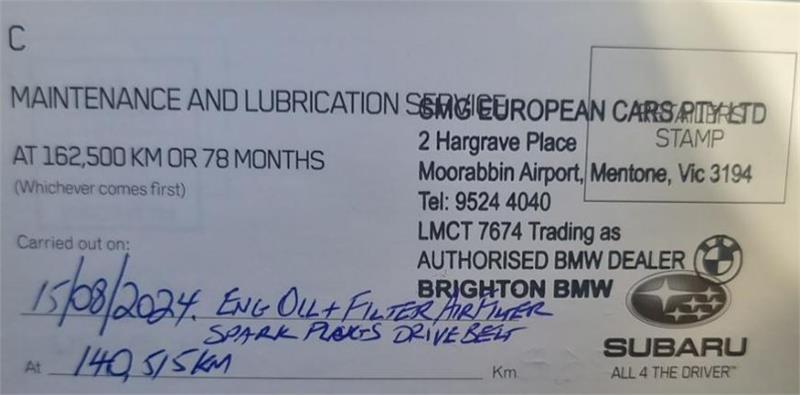 C
MAINTENANCE AND LUBRICATION SERVICE
GMG EUROPEAN CARS PTY LTD
RETAILERS
STAMP
2 Hargrave Place
AT 162,500 KM OR 78 MONTHS
Moorabbin Airport, Mentone, Vic 3194
(Whichever comes first)
Tel: 9524 4040
LMCT 7674 Trading as
Carried out on:
AUTHORISED BMW DEALER
BMW
BRIGHTON BMW
15/08/2024. ENG OIL + FILTER AIR FILTER
SPARK PLUGS DRIVE BELT
SUBARU
At 140,515KM Km
ALL 4 THE DRIVER™